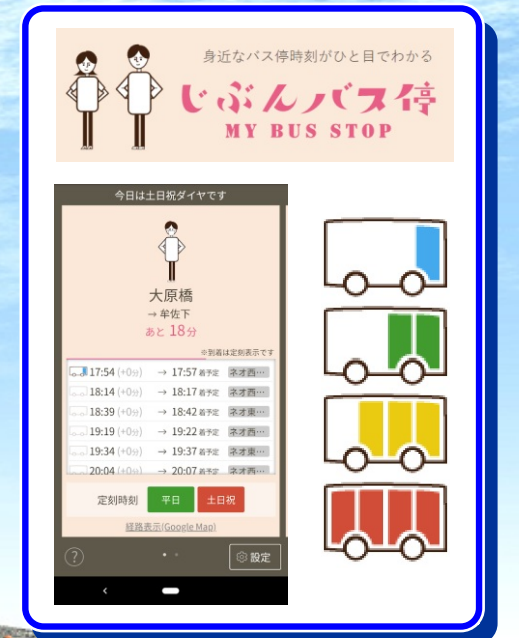 身近なバス停時刻がひと目でわかる
じぶんバス停
MY BUS STOP
今日は土日祝ダイヤです
大原橋
→ 牟佐下
あと 18分
※到着は定刻表示です
17:54 (+0分) → 17:57 着予定 ネオ西…
18:14 (+0分) → 18:17 着予定 ネオ西…
18:39 (+0分) → 18:42 着予定 ネオ東…
19:19 (+0分) → 19:22 着予定 ネオ西…
19:34 (+0分) → 19:37 着予定 ネオ東…
20:04 (+0分) → 20:07 着予定 ネオ西…
定刻時刻 平日 土日祝
経路表示(Google Map)
? 設定